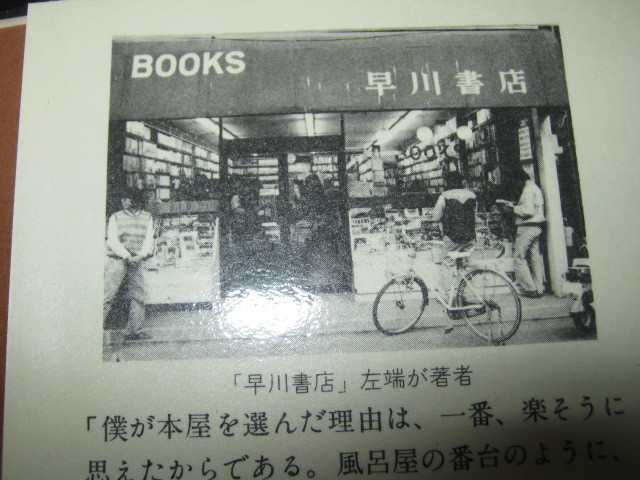 BOOKS
早川書店
「早川書店」左端が著者
「僕が本屋を選んだ理由は、一番、楽そうに
思えたからである。風呂屋の番台のように、